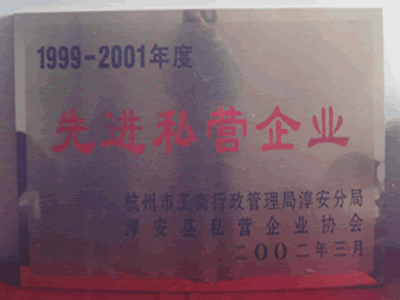 1999-2001年度
先进私营企业
杭州市工商行政管理局淳安分局
淳安县私营企业协会
二〇〇二年三月